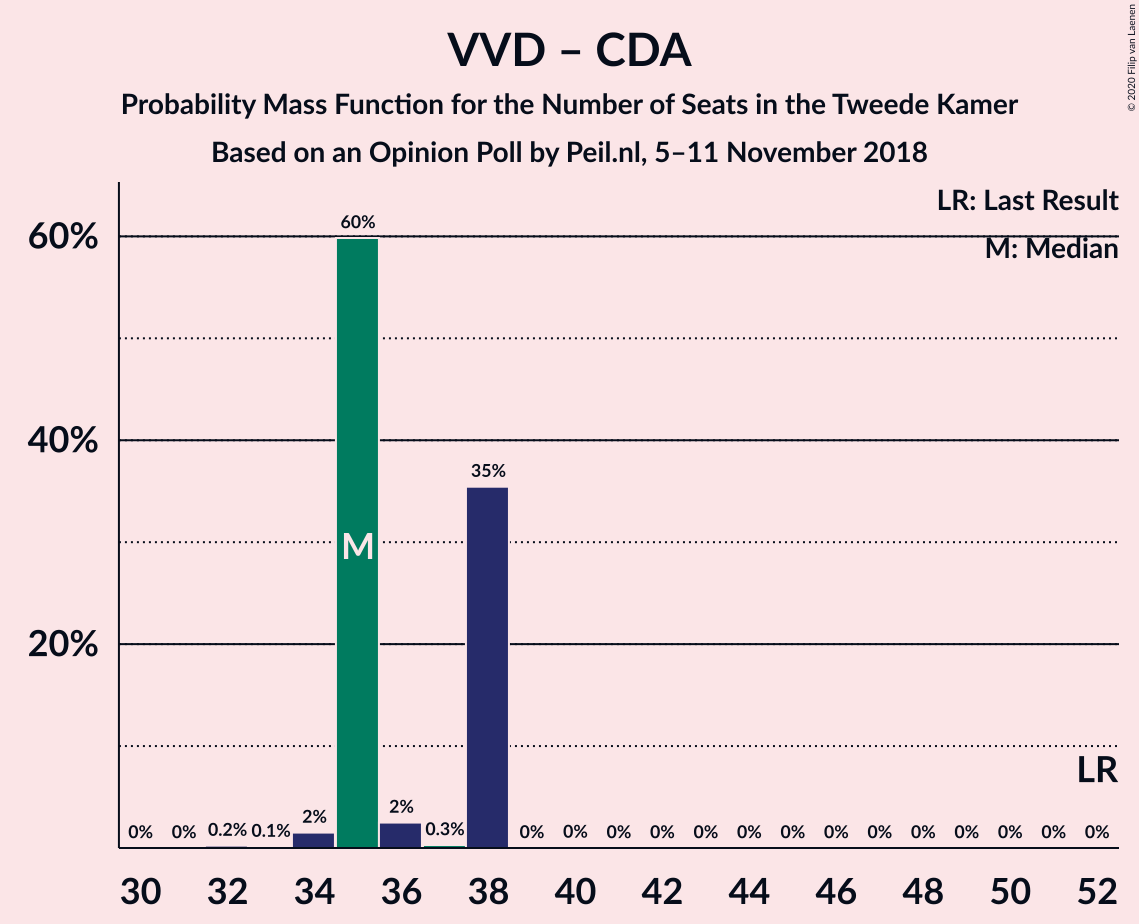 VVD – CDA
Probability Mass Function for the Number of Seats in the Tweede Kamer
Based on an Opinion Poll by Peil.nl, 5–11 November 2018
© 2020 Filip van Laenen
LR: Last Result
M: Median
60%
40%
20%
60%
35%
M
LR
0% 0% 0.2% 0.1% 2% 2% 0.3% 0% 0% 0% 0% 0% 0% 0% 0% 0% 0% 0% 0% 0% 0%
30 32 34 36 38 40 42 44 46 48 50 52